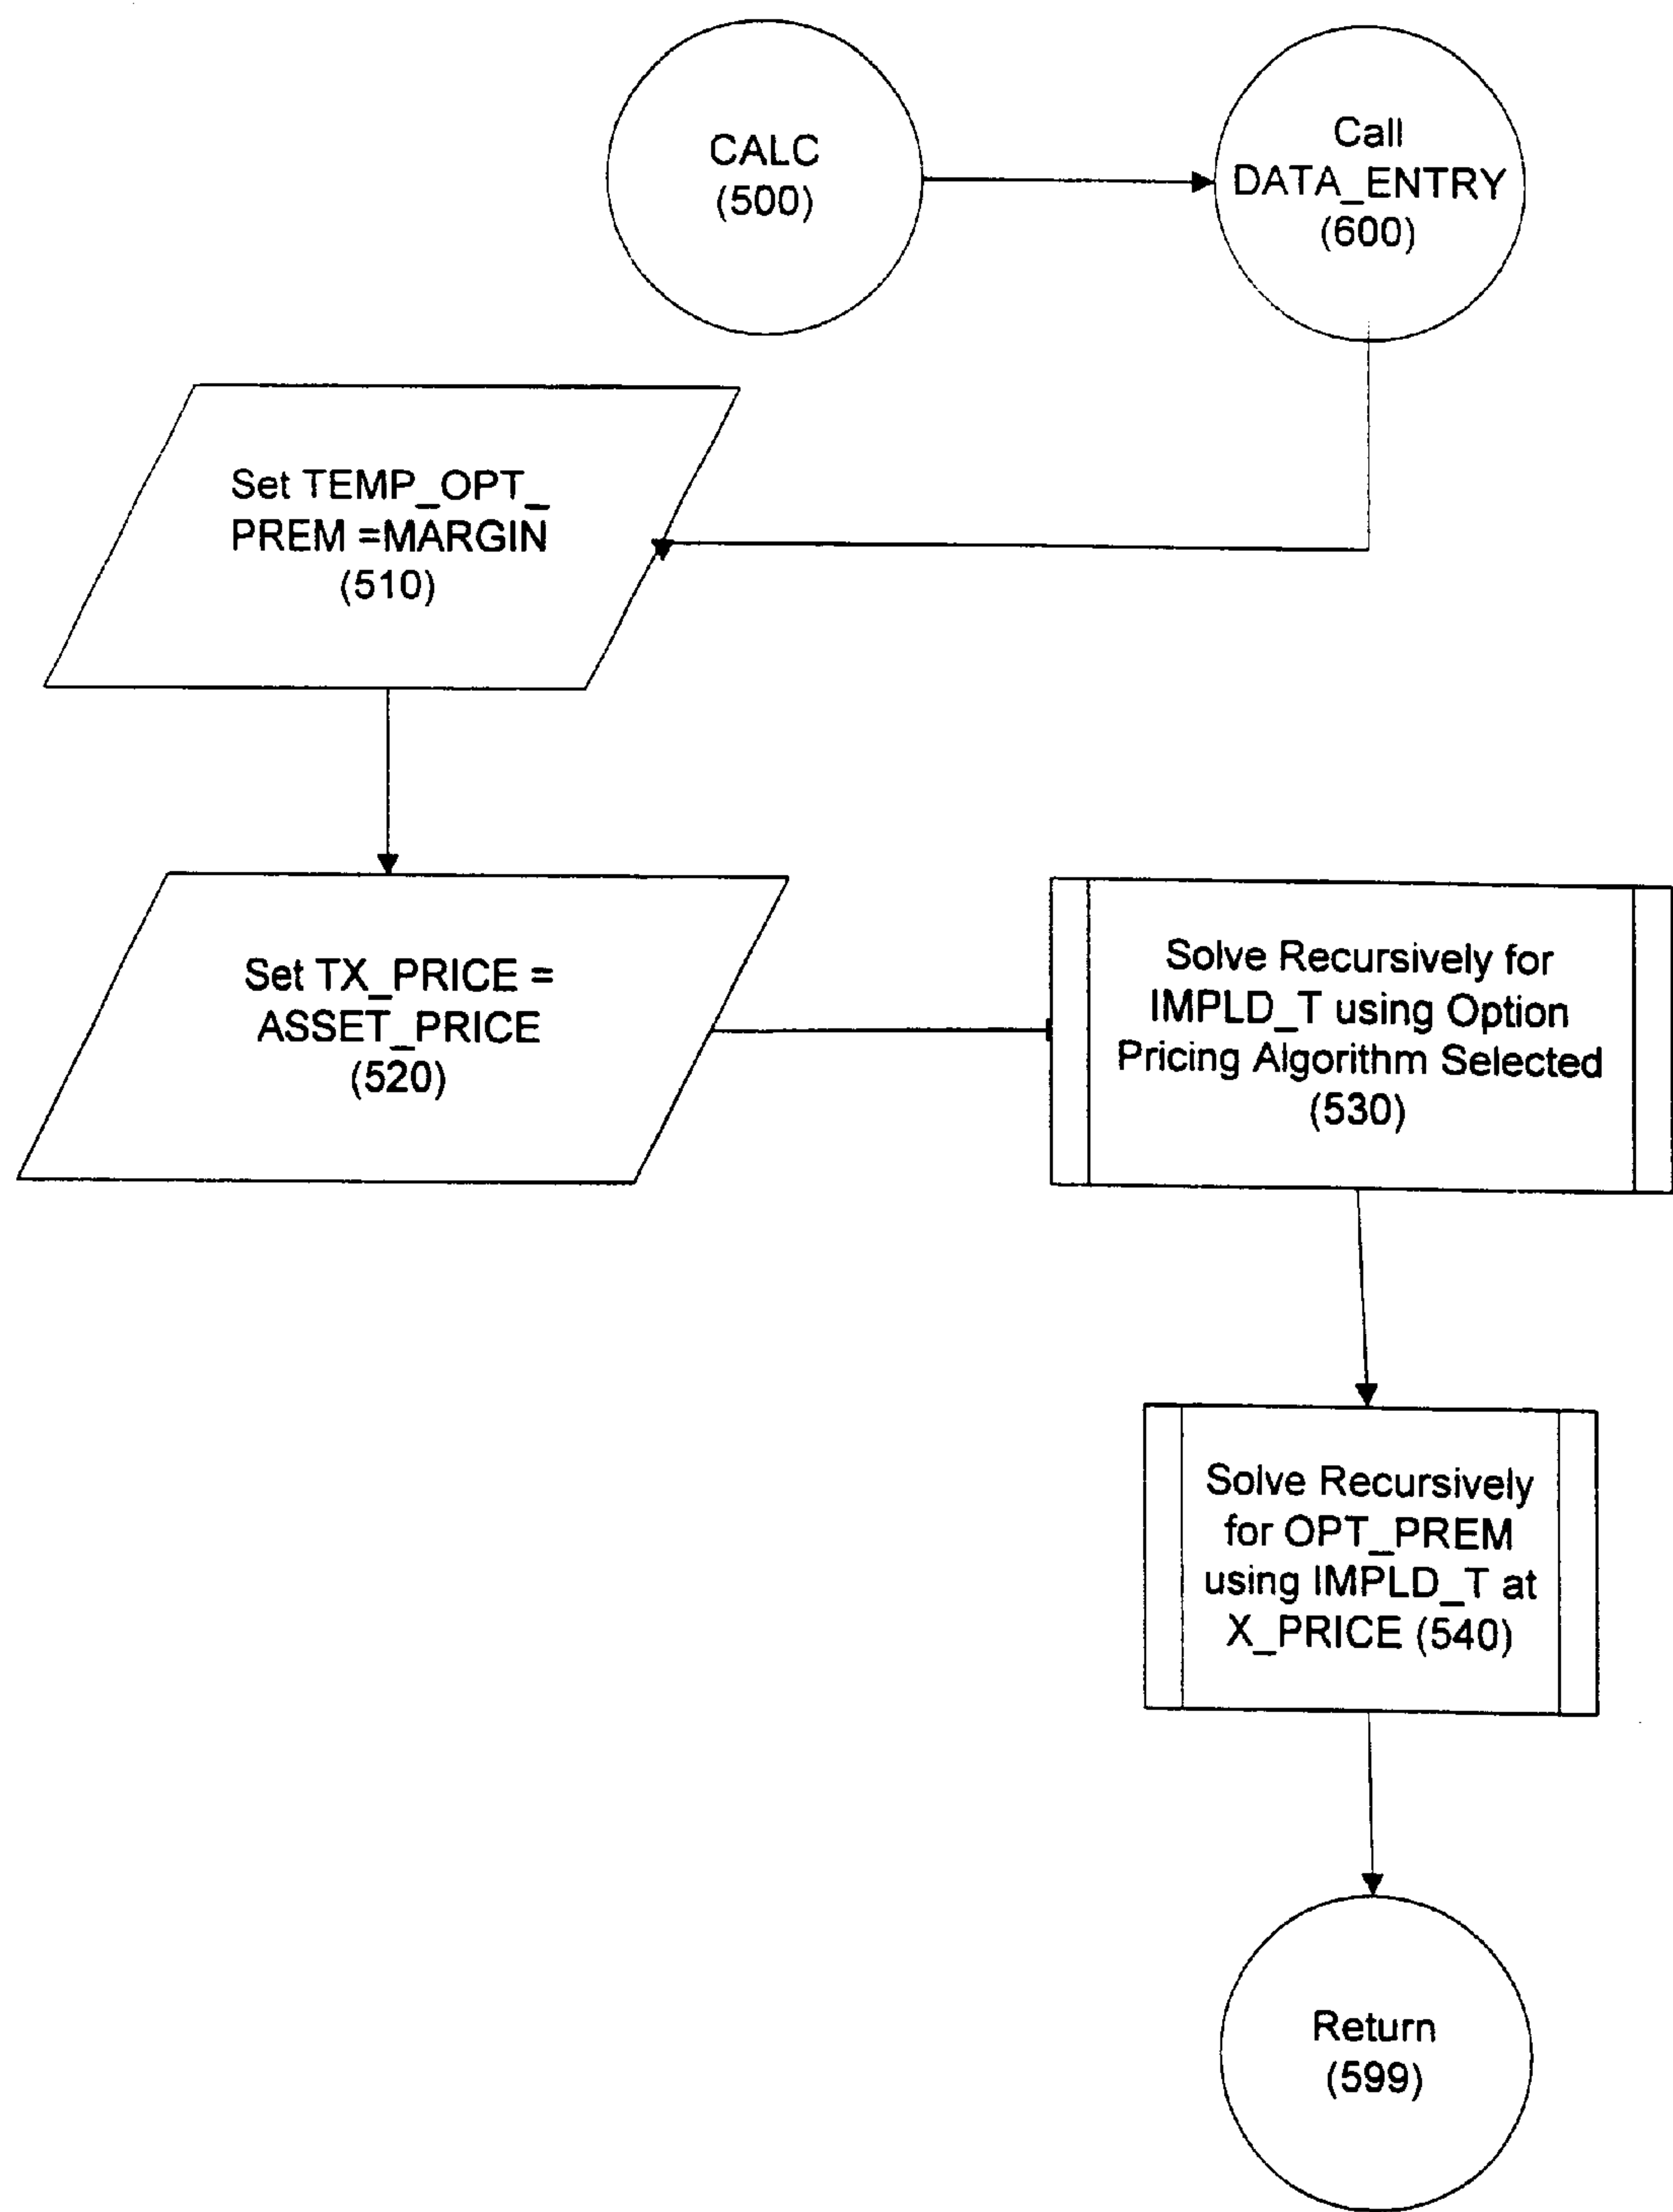 CALC
(500)
Call
DATA_ENTRY
(600)
Set TEMP_OPT_
PREM =MARGIN
(510)
Set TX_PRICE =
ASSET_PRICE
(520)
Solve Recursively for
IMPLD_T using Option
Pricing Algorithm Selected
(530)
Solve Recursively
for OPT_PREM
using IMPLD_T at
X_PRICE (540)
Return
(599)